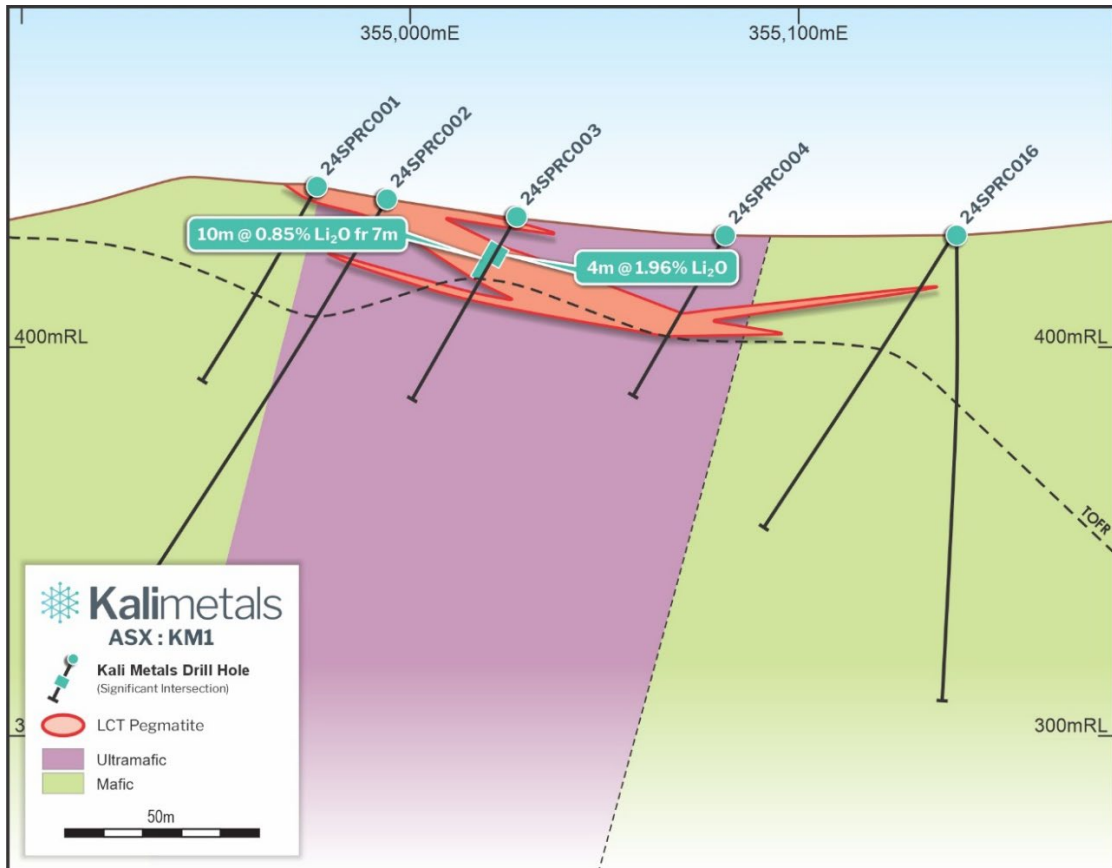 355,000mE
355,100mE
24SPRC001
24SPRC002
24SPRC003
24SPRC004
24SPRC016
10m @ 0.85% Li₂O fr 7m
4m @ 1.96% Li₂O
400mRL
400mRL
TOFR
Kalimetals
ASX : KM1
Kali Metals Drill Hole
(Significant Intersection)
LCT Pegmatite
Ultramafic
Mafic
50m
3
300mRL